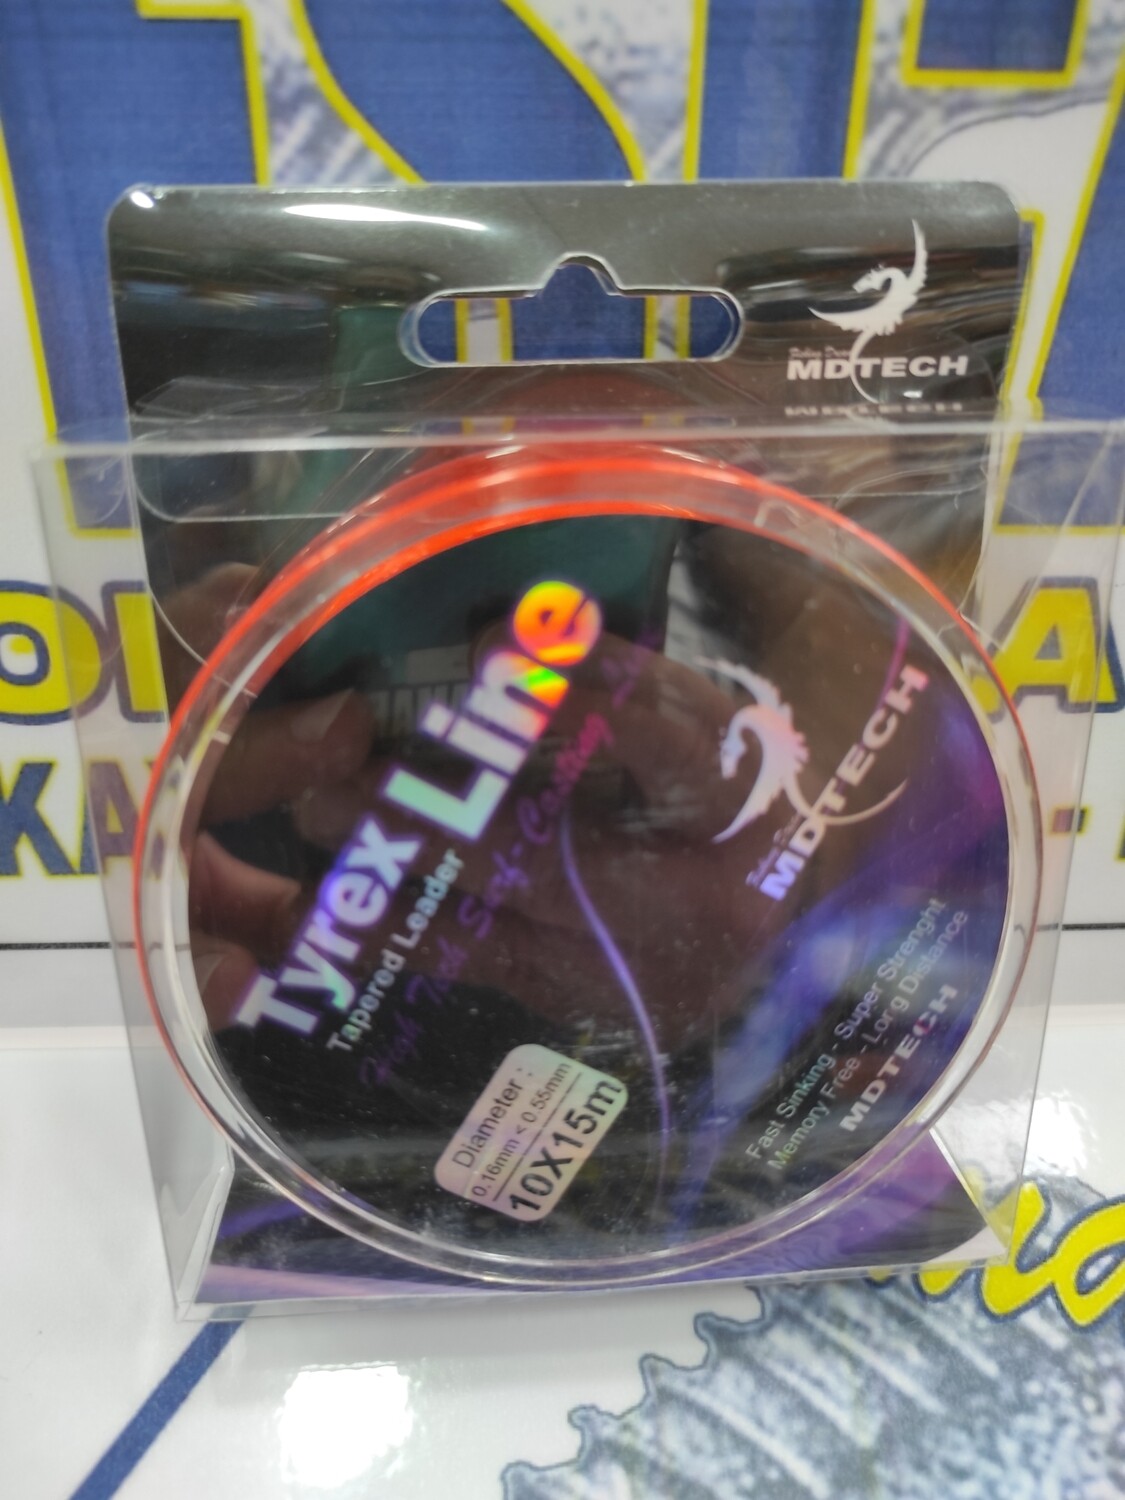 MDTECH
Tyrex Line
Tapered Leader
High Tech Surf-Casting
MDTECH
Diameter :
0.16mm < 0.55mm
10X15m
Fast Sinking - Super Strenght
Memory Free - Long Distance
MDTECH